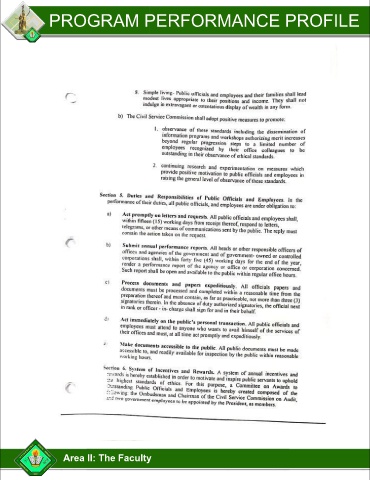 PROGRAM PERFORMANCE PROFILE
8. Simple living- Public officials and employees and their families shall lead
modest lives appropriate to their positions and income. They shall not
indulge in extravagant or ostentatious display of wealth in any form.
b) The Civil Service Commission shall adopt positive measures to promote:
1. observance of these standards including the dissemination of
information programs and workshops authorizing merit increases
beyond regular progression steps to a limited number of
employees recognized by their office colleagues to be
outstanding in their observance of ethical standards.
2. continuing research and experimentation on measures which
provide positive motivation to public officials and employees in
raising the general level of observance of these standards.
Section 5. Duties and Responsibilities of Public Officials and Employees. In the
performance of their duties, all public officials, and employees are under obligation to:
a) Act promptly on letters and requests. All public officials and employees shall,
within fifteen (15) working days from receipt thereof, respond to letters,
telegrams, or other means of communications sent by the public. The reply must
contain the action taken on the request.
b) Submit annual performance reports. All heads or other responsible officers of
offices and agencies of the government and of government- owned or controlled
corporations shall, within forty five (45) working days for the end of the year,
render a performance report of the agency or office or corporation concerned.
Such report shall be open and available to the public within regular office hours.
c) Process documents and papers expeditiously. All officials papers and
documents must be processed and completed within a reasonable time from the
preparation thereof and must contain, as far as practicable, not more than three (3)
signatories therein. In the absence of duty authorized signatories, the official next
in rank or officer - in- charge shall sign for and in their behalf.
d) Act immediately on the public's personal transaction. All public officials and
employees must attend to anyone who wants to avail himself of the services of
their offices and must, at all time act promptly and expeditiously.
Make documents accessible to the public. All public documents must be made
accessible to, and readily available for inspection by the public within reasonable
working hours.
Section 6. System of Incentives and Rewards. A system of annual incentives and
rewards is hereby established in order to motivate and inspire public servants to uphold
the highest standards of ethics. For this purpose, a Committee on Awards to
Outstanding Public Officials and Employees is hereby created composed of the
following: the Ombudsman and Chairman of the Civil Service Commission on Audit,
and two government employees to be appointed by the President, as members.
Area II: The Faculty